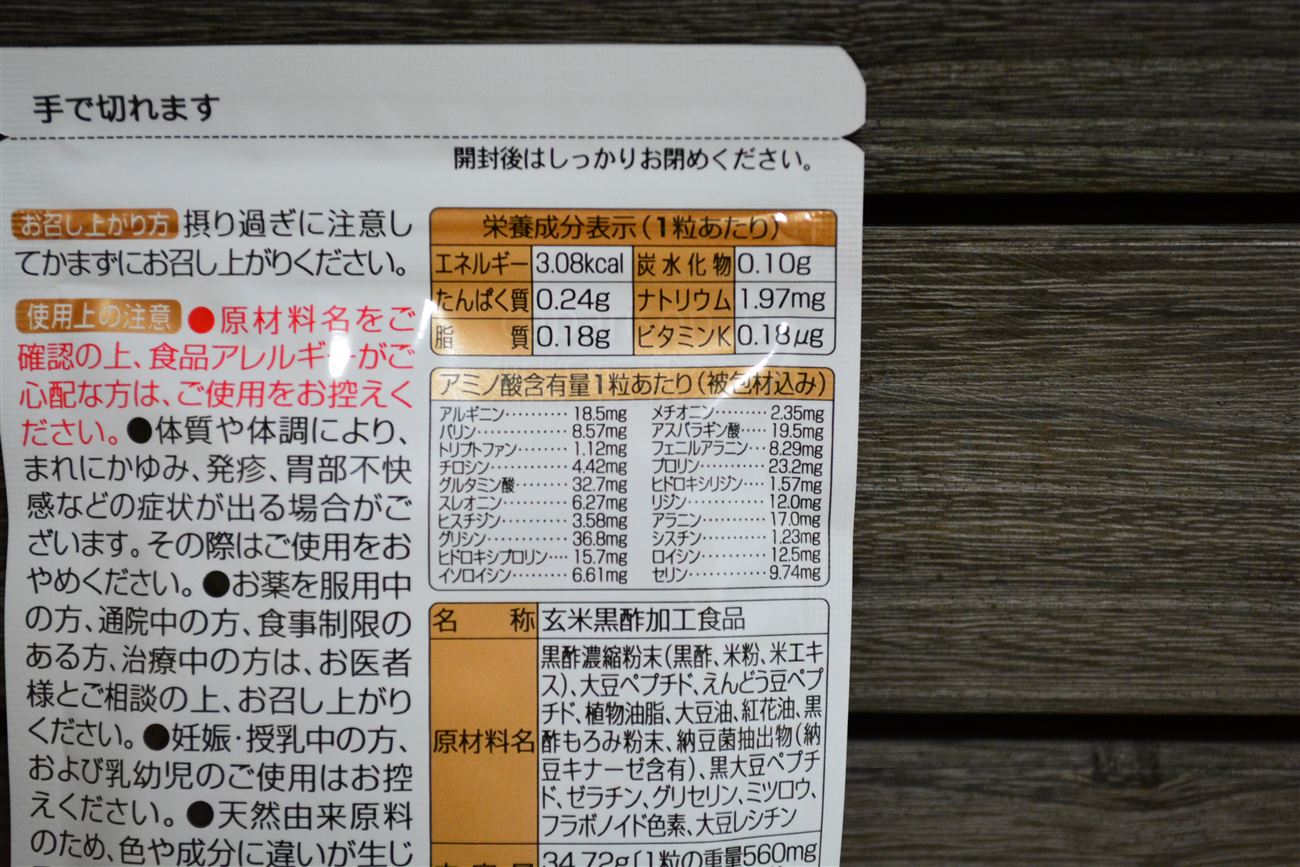 手で切れます
開封後はしっかりお閉めください。
お召し上がり方 摂り過ぎに注意し
てかまずにお召し上がりください。
使用上の注意 ●原材料名をご
確認の上、食品アレルギーがご
心配な方は、ご使用をお控えく
ださい。●体質や体調により、
まれにかゆみ、発疹、胃部不快
感などの症状が出る場合がご
ざいます。その際はご使用をお
やめください。●お薬を服用中
の方、通院中の方、食事制限の
ある方、治療中の方は、お医者
様とご相談の上、お召し上がり
ください。●妊娠・授乳中の方、
および乳幼児のご使用はお控
えください。●天然由来原料
のため、色や成分に違いが生じ
栄養成分表示(1粒あたり)
エネルギー 3.08kcal 炭水化物 0.10g
たんぱく質 0.24g ナトリウム 1.97mg
脂質 0.18g ビタミンK 0.18μg
アミノ酸含有量1粒あたり(被包材込み)
アルギニン………… 18.5mg メチオニン……… 2.35mg
バリン……………… 8.57mg アスパラギン酸…… 19.5mg
トリプトファン……… 1.12mg フェニルアラニン… 8.29mg
チロシン…………… 4.42mg プロリン…………… 23.2mg
グルタミン酸……… 32.7mg ヒドロキシリジン…… 1.57mg
スレオニン………… 6.27mg リジン……………… 12.0mg
ヒスチジン………… 3.58mg アラニン…………… 17.0mg
グリシン…………… 36.8mg シスチン…………… 1.23mg
ヒドロキシプロリン…… 15.7mg ロイシン…………… 12.5mg
イソロイシン………… 6.61mg セリン……………… 9.74mg
名称 玄米黒酢加工食品
原材料名 黒酢濃縮粉末(黒酢、米粉、米エキ
ス)、大豆ペプチド、えんどう豆ペプ
チド、植物油脂、大豆油、紅花油、黒
酢もろみ粉末、納豆菌抽出物(納
豆キナーゼ含有)、黒大豆ペプチ
ド、ゼラチン、グリセリン、ミツロウ、
フラボノイド色素、大豆レシチン
34.72g〔1粒の重量560mg